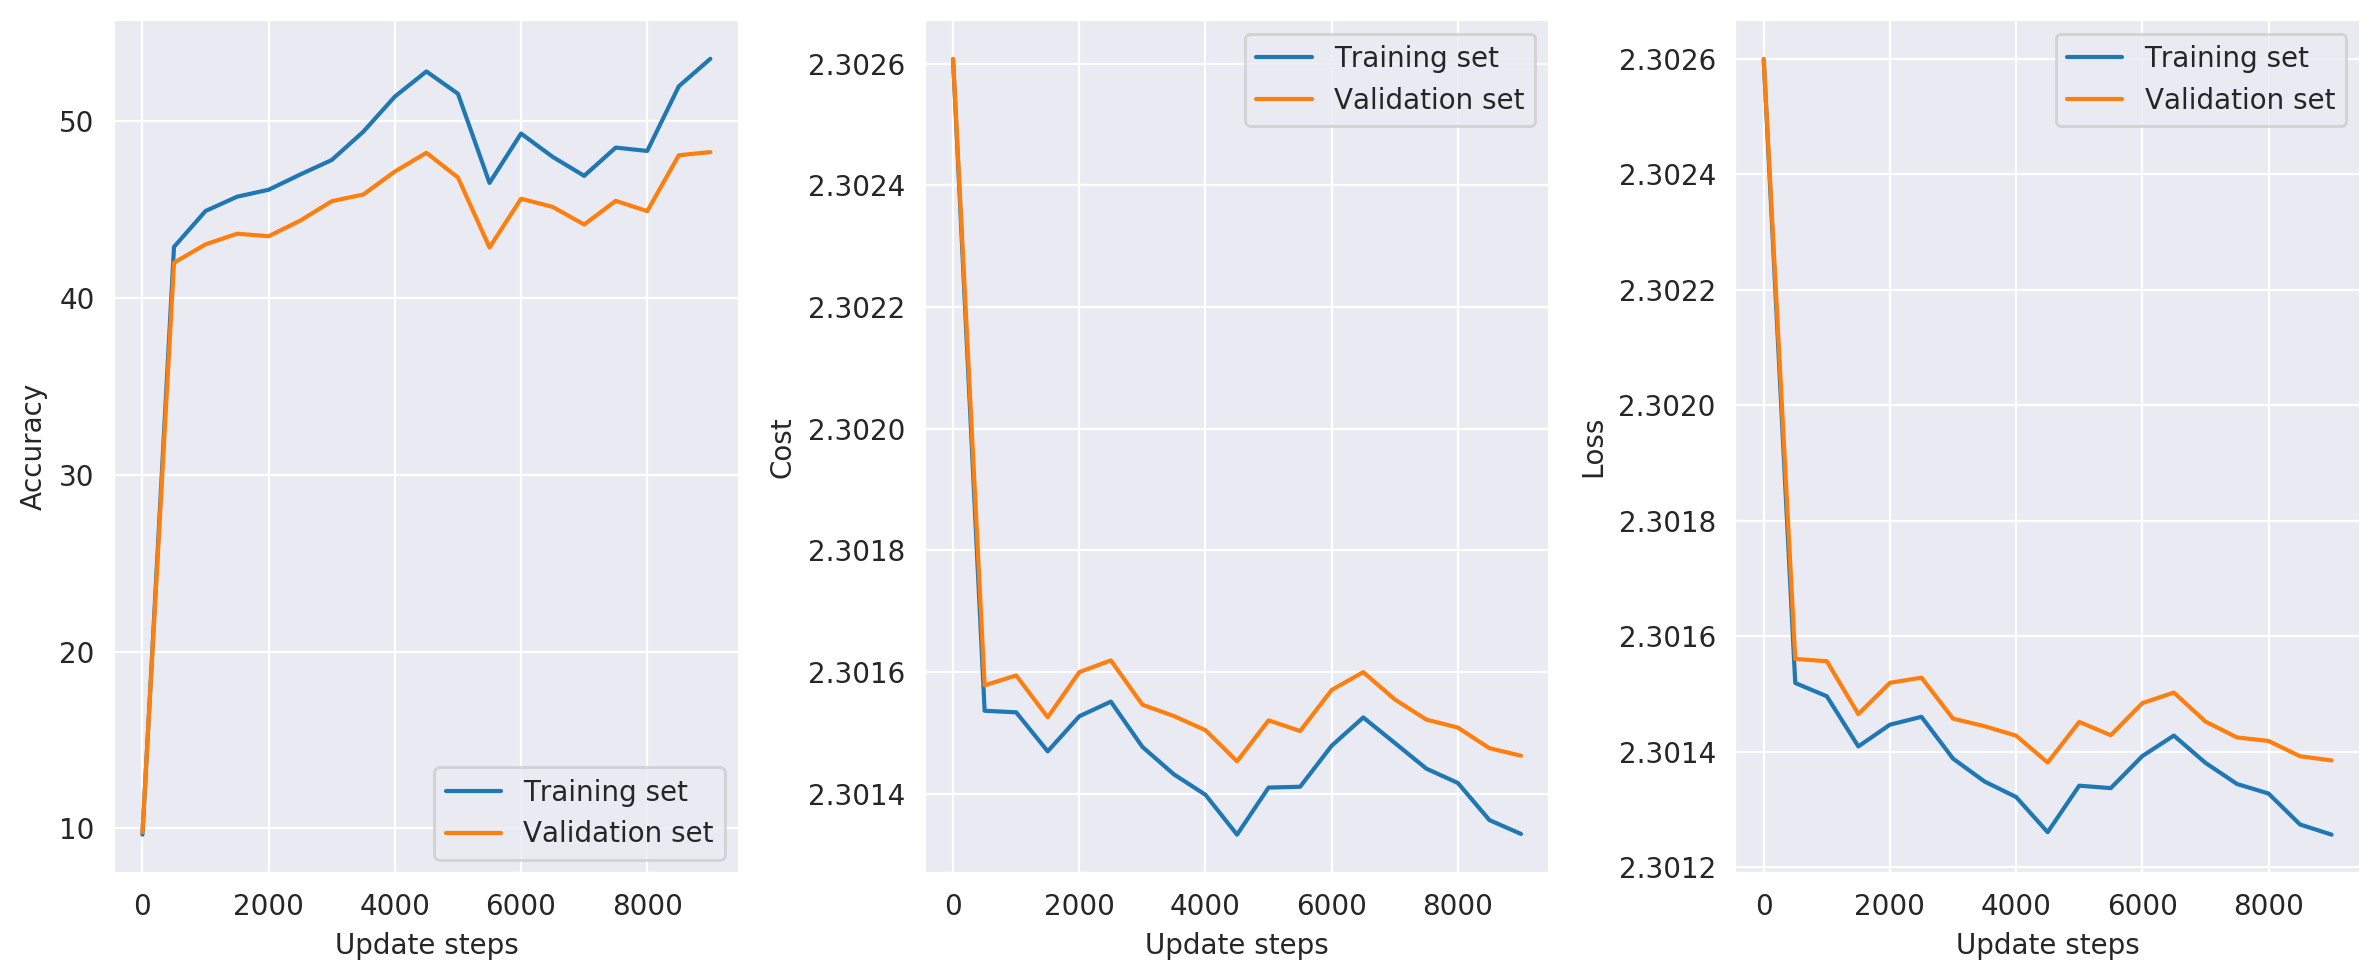 Accuracy
50
40
30
20
10
0 2000 4000 6000 8000
Update steps
Training set
Validation set
Cost
2.3026
2.3024
2.3022
2.3020
2.3018
2.3016
2.3014
0 2000 4000 6000 8000
Update steps
Training set
Validation set
Loss
2.3026
2.3024
2.3022
2.3020
2.3018
2.3016
2.3014
2.3012
0 2000 4000 6000 8000
Update steps
Training set
Validation set